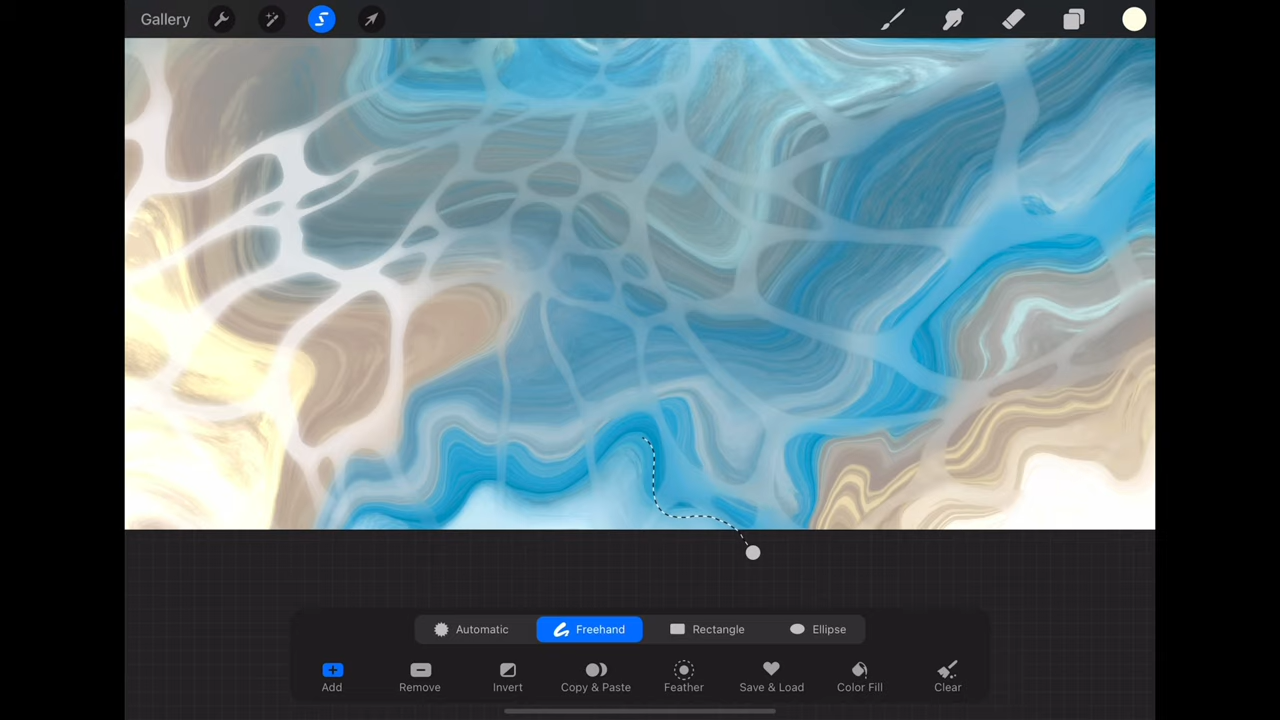 Gallery
Automatic Freehand Rectangle Ellipse
Add Remove Invert Copy & Paste Feather Save & Load Color Fill Clear